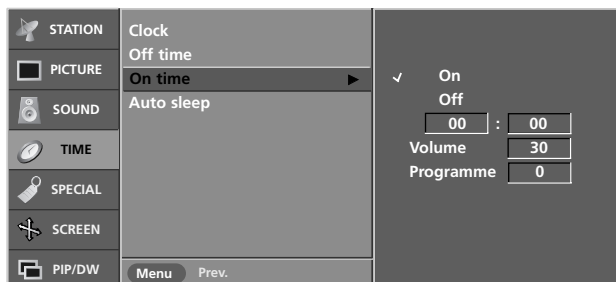 STATION
PICTURE
SOUND
TIME
SPECIAL
SCREEN
PIP/DW
Clock
Off time
On time
Auto sleep
Menu Prev.
On
Off
00 : 00
Volume 30
Programme 0